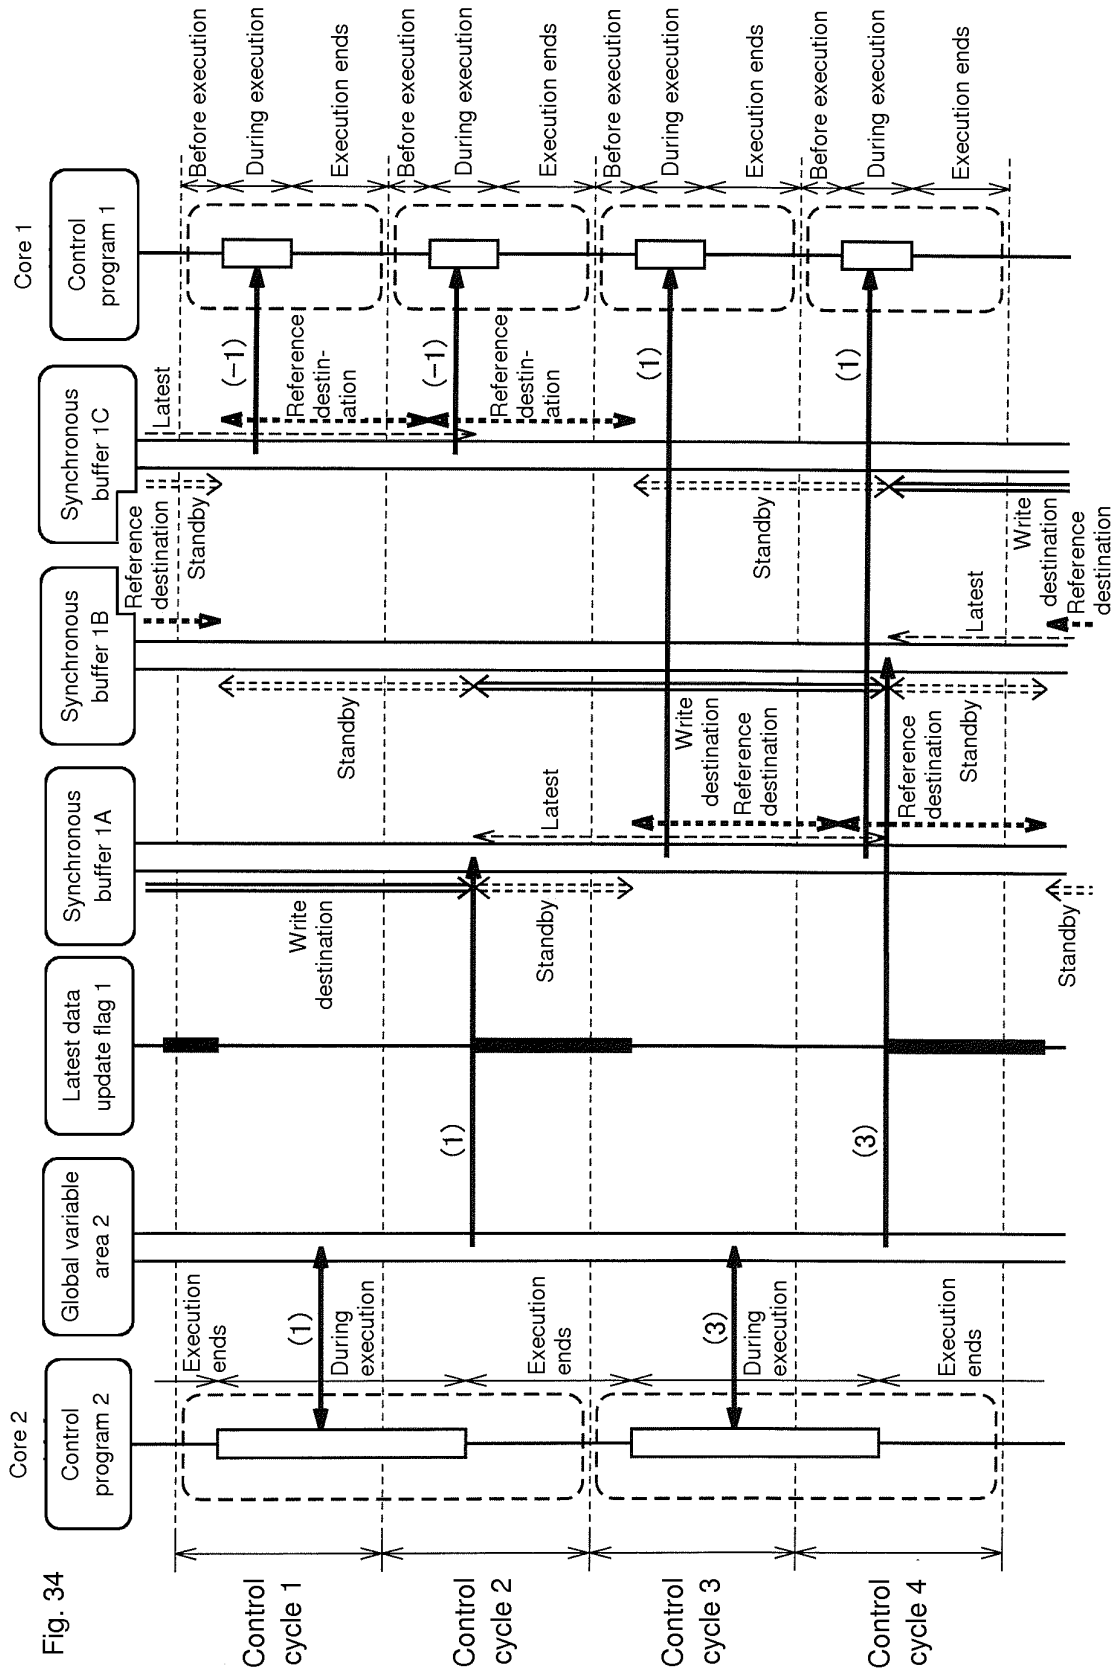 Fig. 34
Core 2
Control
program 2
Global variable
area 2
Latest data
update flag 1
Synchronous
buffer 1A
Synchronous
buffer 1B
Synchronous
buffer 1C
Core 1
Control
program 1
Control
cycle 1
Control
cycle 2
Control
cycle 3
Control
cycle 4
Execution
ends
(1)
During
execution
Execution
ends
(3)
During
execution
Execution
ends
(1)
(3)
Write
destination
Standby
Latest
Reference
destination
Reference
destination
Standby
Standby
Write
destination
Standby
Reference
destination
Latest
Reference
destination
Standby
Standby
Write
destination
Latest
(-1)
Reference
destin-
ation
(-1)
Reference
destin-
ation
(1)
(1)
Before execution
During execution
Execution ends
Before execution
During execution
Execution ends
Before execution
During execution
Execution ends
Before execution
During execution
Execution ends